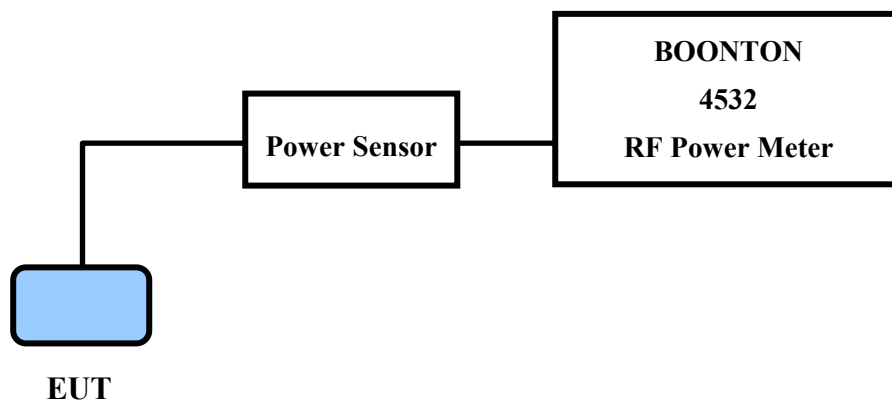 BOONTON
4532
RF Power Meter
Power Sensor
EUT